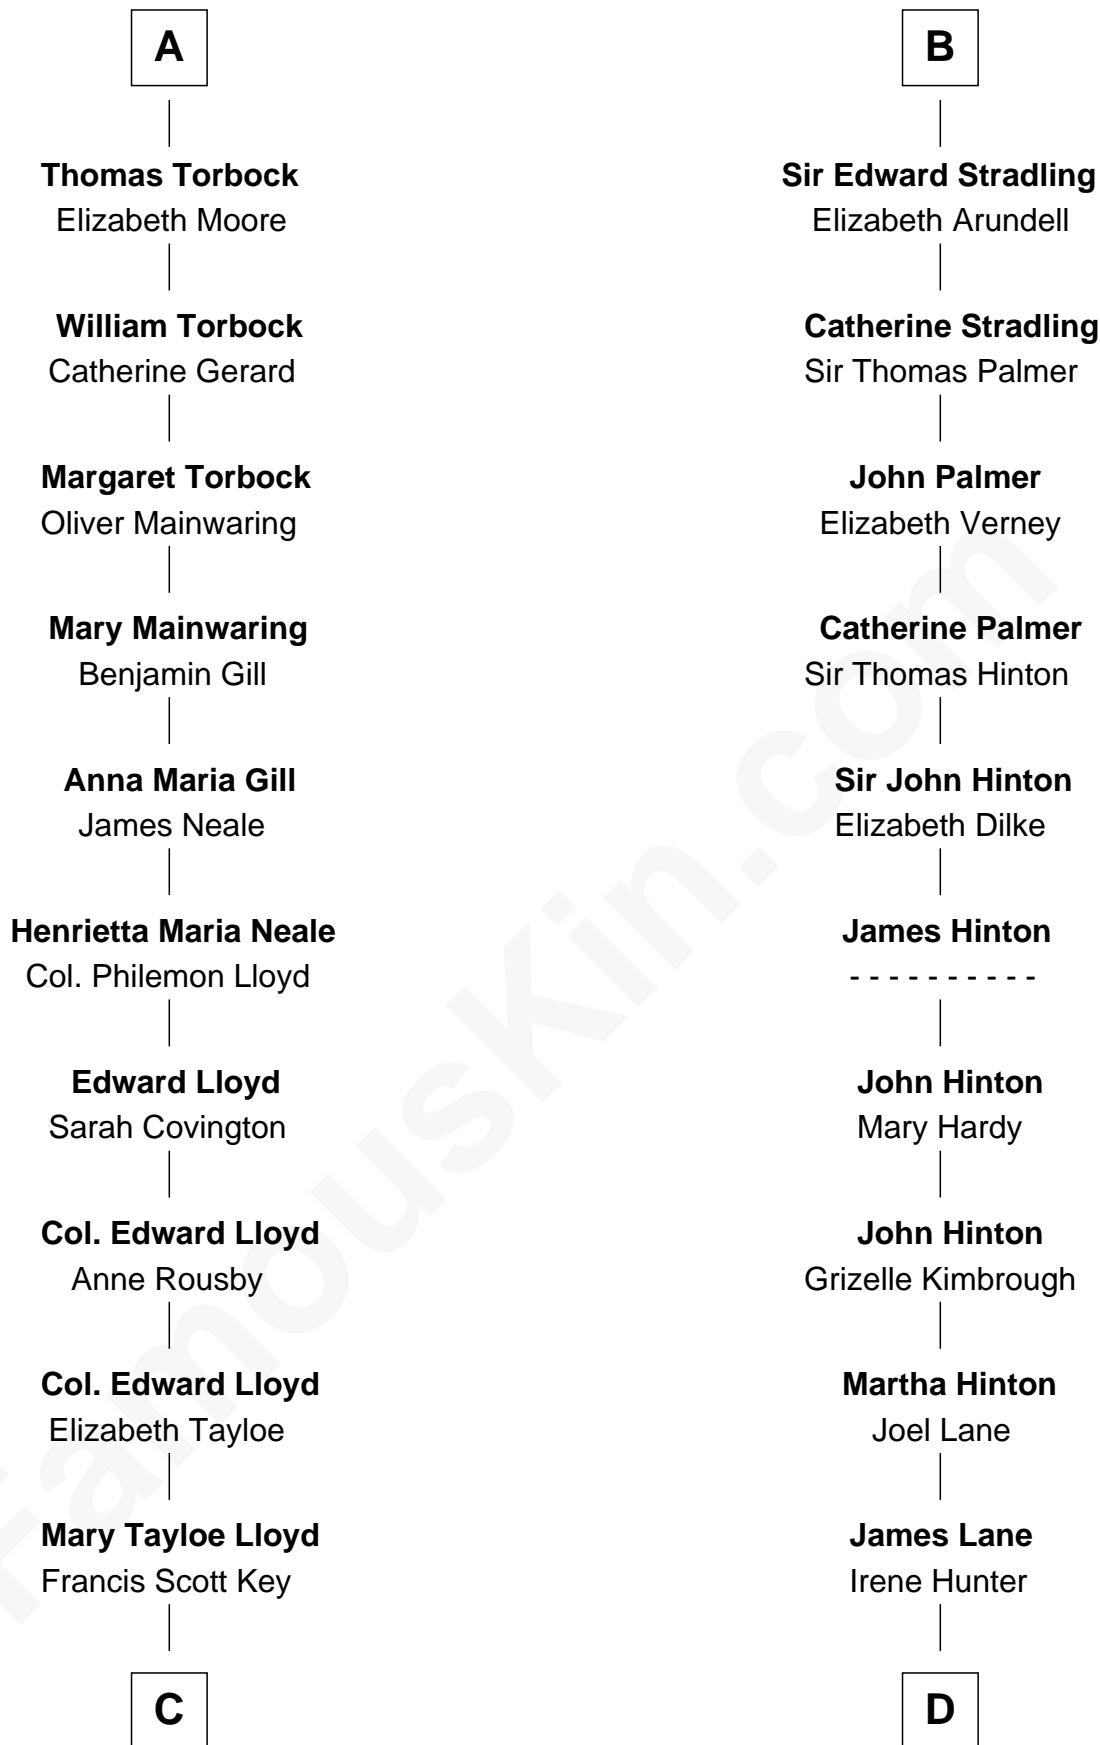 A
Thomas Torbock
Elizabeth Moore
William Torbock
Catherine Gerard
Margaret Torbock
Oliver Mainwaring
Mary Mainwaring
Benjamin Gill
Anna Maria Gill
James Neale
Henrietta Maria Neale
Col. Philemon Lloyd
Edward Lloyd
Sarah Covington
Col. Edward Lloyd
Anne Rousby
Col. Edward Lloyd
Elizabeth Tayloe
Mary Tayloe Lloyd
Francis Scott Key
C
B
Sir Edward Stradling
Elizabeth Arundell
Catherine Stradling
Sir Thomas Palmer
John Palmer
Elizabeth Verney
Catherine Palmer
Sir Thomas Hinton
Sir John Hinton
Elizabeth Dilke
James Hinton
- - - - - - - - - -
John Hinton
Mary Hardy
John Hinton
Grizelle Kimbrough
Martha Hinton
Joel Lane
James Lane
Irene Hunter
D
FamousKin.com